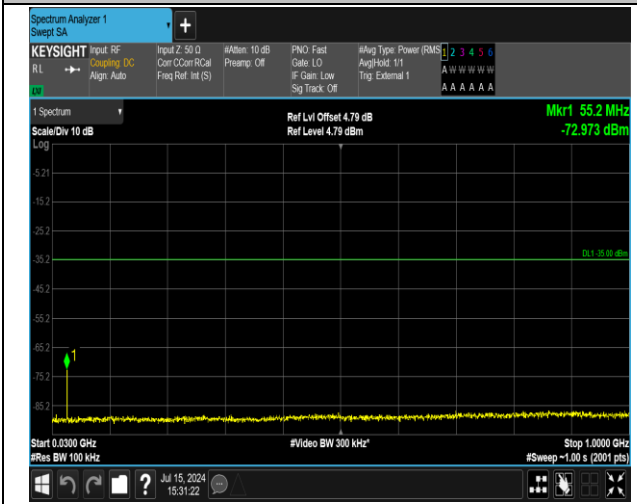 Spectrum Analyzer 1
Swept SA
+
KEYSIGHT
RL
Input: RF
Coupling: DC
Align: Auto
Input Z: 50 Ω
Corr CCorr RCal
Freq Ref: Int (S)
#Atten: 10 dB
Preamp: Off
PNO: Fast
Gate: LO
IF Gain: Low
Sig Track: Off
#Avg Type: Power (RMS
Avg|Hold: 1/1
Trig: External 1
1 2 3 4 5 6
A W W W W W
A A A A A A
1 Spectrum
Scale/Div 10 dB
Log
Ref Lvl Offset 4.79 dB
Ref Level 4.79 dBm
Mkr1 55.2 MHz
-72.973 dBm
-5.21
-15.2
-25.2
-35.2
-45.2
-55.2
-65.2
-75.2
-85.2
DL1 -35.00 dBm
1
Start 0.0300 GHz
#Res BW 100 kHz
#Video BW 300 kHz*
Stop 1.0000 GHz
#Sweep ~1.00 s (2001 pts)
?
Jul 15, 2024
15:31:22